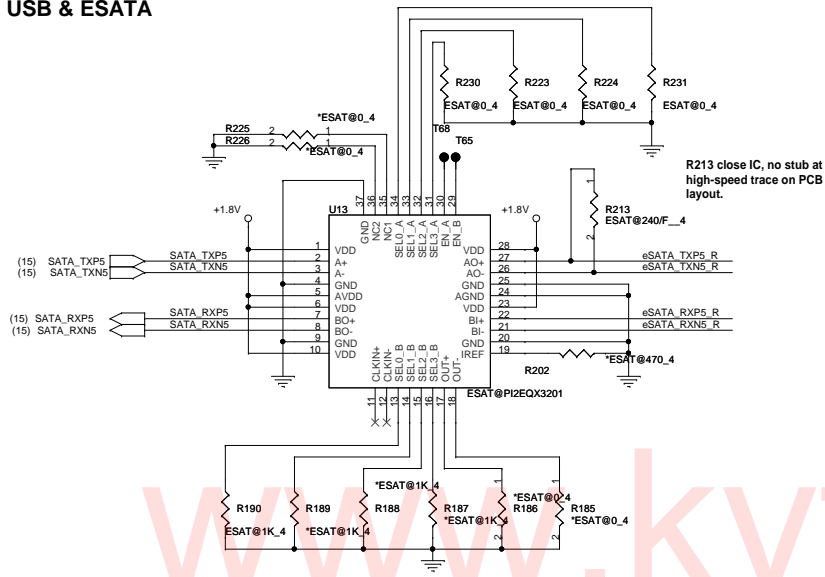 USB & ESATA
R230
R223
R224
R231
ESAT@0_4
ESAT@0_4
ESAT@0_4
ESAT@0_4
*ESAT@0_4
R225
2
1
R226
2
1
*ESAT@0_4
T68
T65
R213 close IC, no stub at
high-speed trace on PCB
layout.
1
R213
ESAT@240/F__4
2
+1.8V
U13
+1.8V
37
36
35
34
33
32
31
30
29
GND
NC2
NC1
SEL0_A
SEL1_A
SEL2_A
SEL3_A
EN_A
EN_B
1
VDD
VDD
28
(15)
SATA_TXP5
SATA_TXP5
2
A+
AO+
27
eSATA_TXP5_R
(15)
SATA_TXN5
SATA_TXN5
3
A-
AO-
26
eSATA_TXN5_R
4
GND
GND
25
5
AVDD
AGND
24
6
VDD
VDD
23
(15)
SATA_RXP5
SATA_RXP5
7
BO+
BI+
22
eSATA_RXP5_R
(15)
SATA_RXN5
SATA_RXN5
8
BO-
BI-
21
eSATA_RXN5_R
9
GND
GND
20
10
VDD
IREF
19
CLKIN+
CLKIN-
SEL0_B
SEL1_B
SEL2_B
SEL3_B
OUT+
OUT-
R202
*ESAT@470_4
11
12
13
14
15
16
17
18
ESAT@PI2EQX3201
*ESAT@1K_4
1
*ESAT@0_4
1
R190
R189
R188
R187
R186
R185
ESAT@1K_4
*ESAT@1K_4
*ESAT@1K_4
*ESAT@0_4
2
2
www.kv